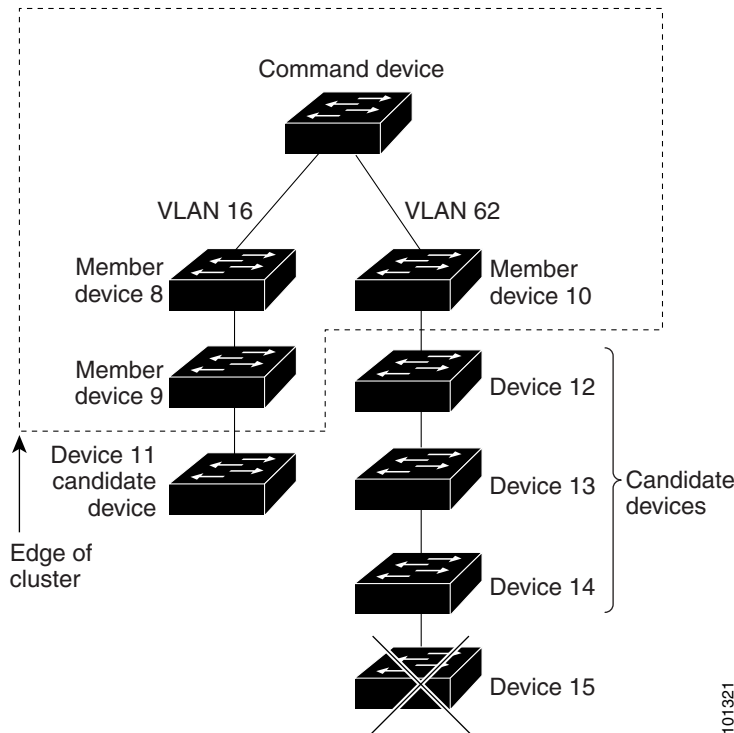 Command device
VLAN 16
VLAN 62
Member
device 8
Member
device 10
Member
device 9
Device 12
Device 11
candidate
device
Device 13
Candidate
devices
Edge of
cluster
Device 14
Device 15
101321